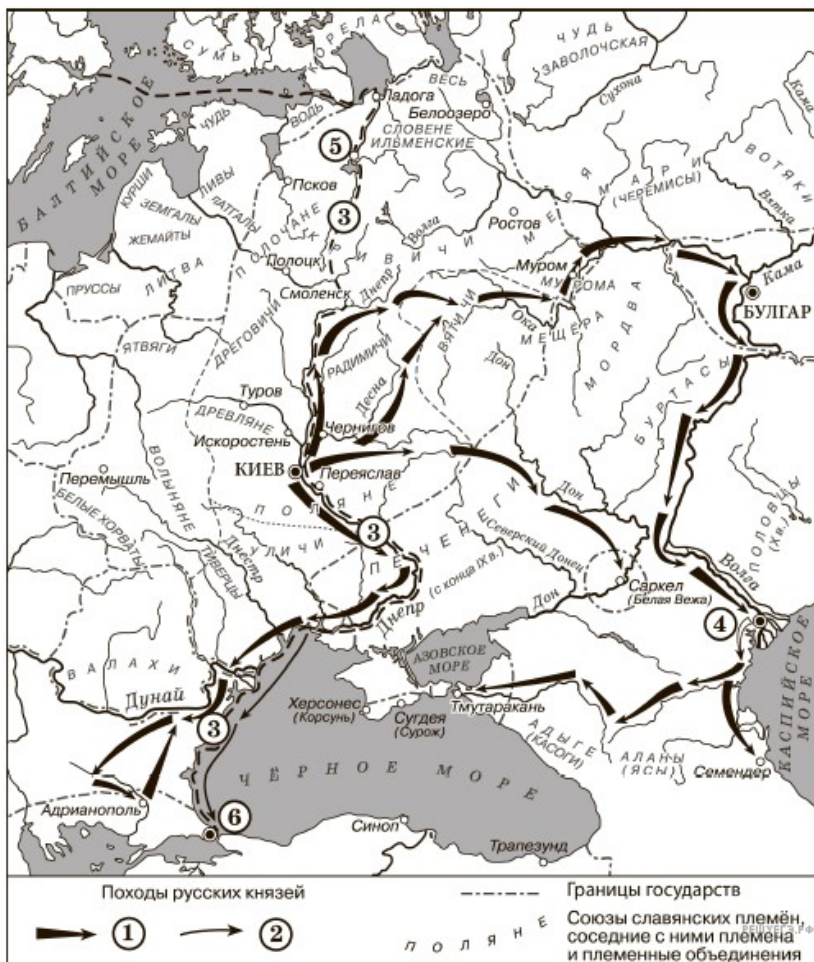 СУМЬ
КОРЕЛА
ЧУДЬ
ЗАВОЛОЧСКАЯ
ВЕСЬ
Сухона
Кама
Ладога
Белоозеро
ВОДЬ
ЧУДЬ
СЛОВЕНЕ
ИЛЬМЕНСКИЕ
5
БАЛТИЙСКОЕ
МОРЕ
ВОТЯКИ
Вятка
МАРИ
(ЧЕРЕМИСЫ)
МЕРЯ
Псков
ЛИВЫ
КУРШИ
ЛАТГАЛЫ
ЗЕМГАЛЫ
ЖЕМАЙТЫ
3
Волга
Ростов
ПОЛОЧАНЕ
КРИВИЧИ
Полоцк
Муром
МУРОМА
Кама
БУЛГАР
ПРУССЫ
ЛИТВА
Смоленск
Днепр
ВЯТИЧИ
Ока
МЕЩЁРА
МОРДВА
ЯТВЯГИ
ДРЕГОВИЧИ
РАДИМИЧИ
Дон
БУРТАСЫ
Десна
Туров
ДРЕВЛЯНЕ
Искоростень
Чернигов
КИЕВ
Переяслав
Перемышль
ВОЛЫНЯНЕ
БЕЛЫЕ ХОРВАТЫ
ПОЛЯНЕ
Дон
ПОЛОВЦЫ
(X в.)
3
УЛИЧИ
ТИВЕРЦЫ
Днестр
ПЕЧЕНЕГИ
(с конца IX в.)
Северский Донец
Саркел
(Белая Вежа)
Волга
Днепр
Дон
4
ВАЛАХИ
Дунай
АЗОВСКОЕ
МОРЕ
КАСПИЙСКОЕ
МОРЕ
Херсонес
(Корсунь)
Сугдея
(Сурож)
Тмутаракань
АДЫГЕ
(КАСОГИ)
АЛАНЫ
(ЯСЫ)
Семендер
3
ЧЁРНОЕ МОРЕ
Адрианополь
6
Синоп
Трапезунд
Походы русских князей
1
2
Границы государств
ПОЛЯНЕ
Союзы славянских племён,
соседние с ними племена
и племенные объединения
РЕШУЕГЭ.РФ